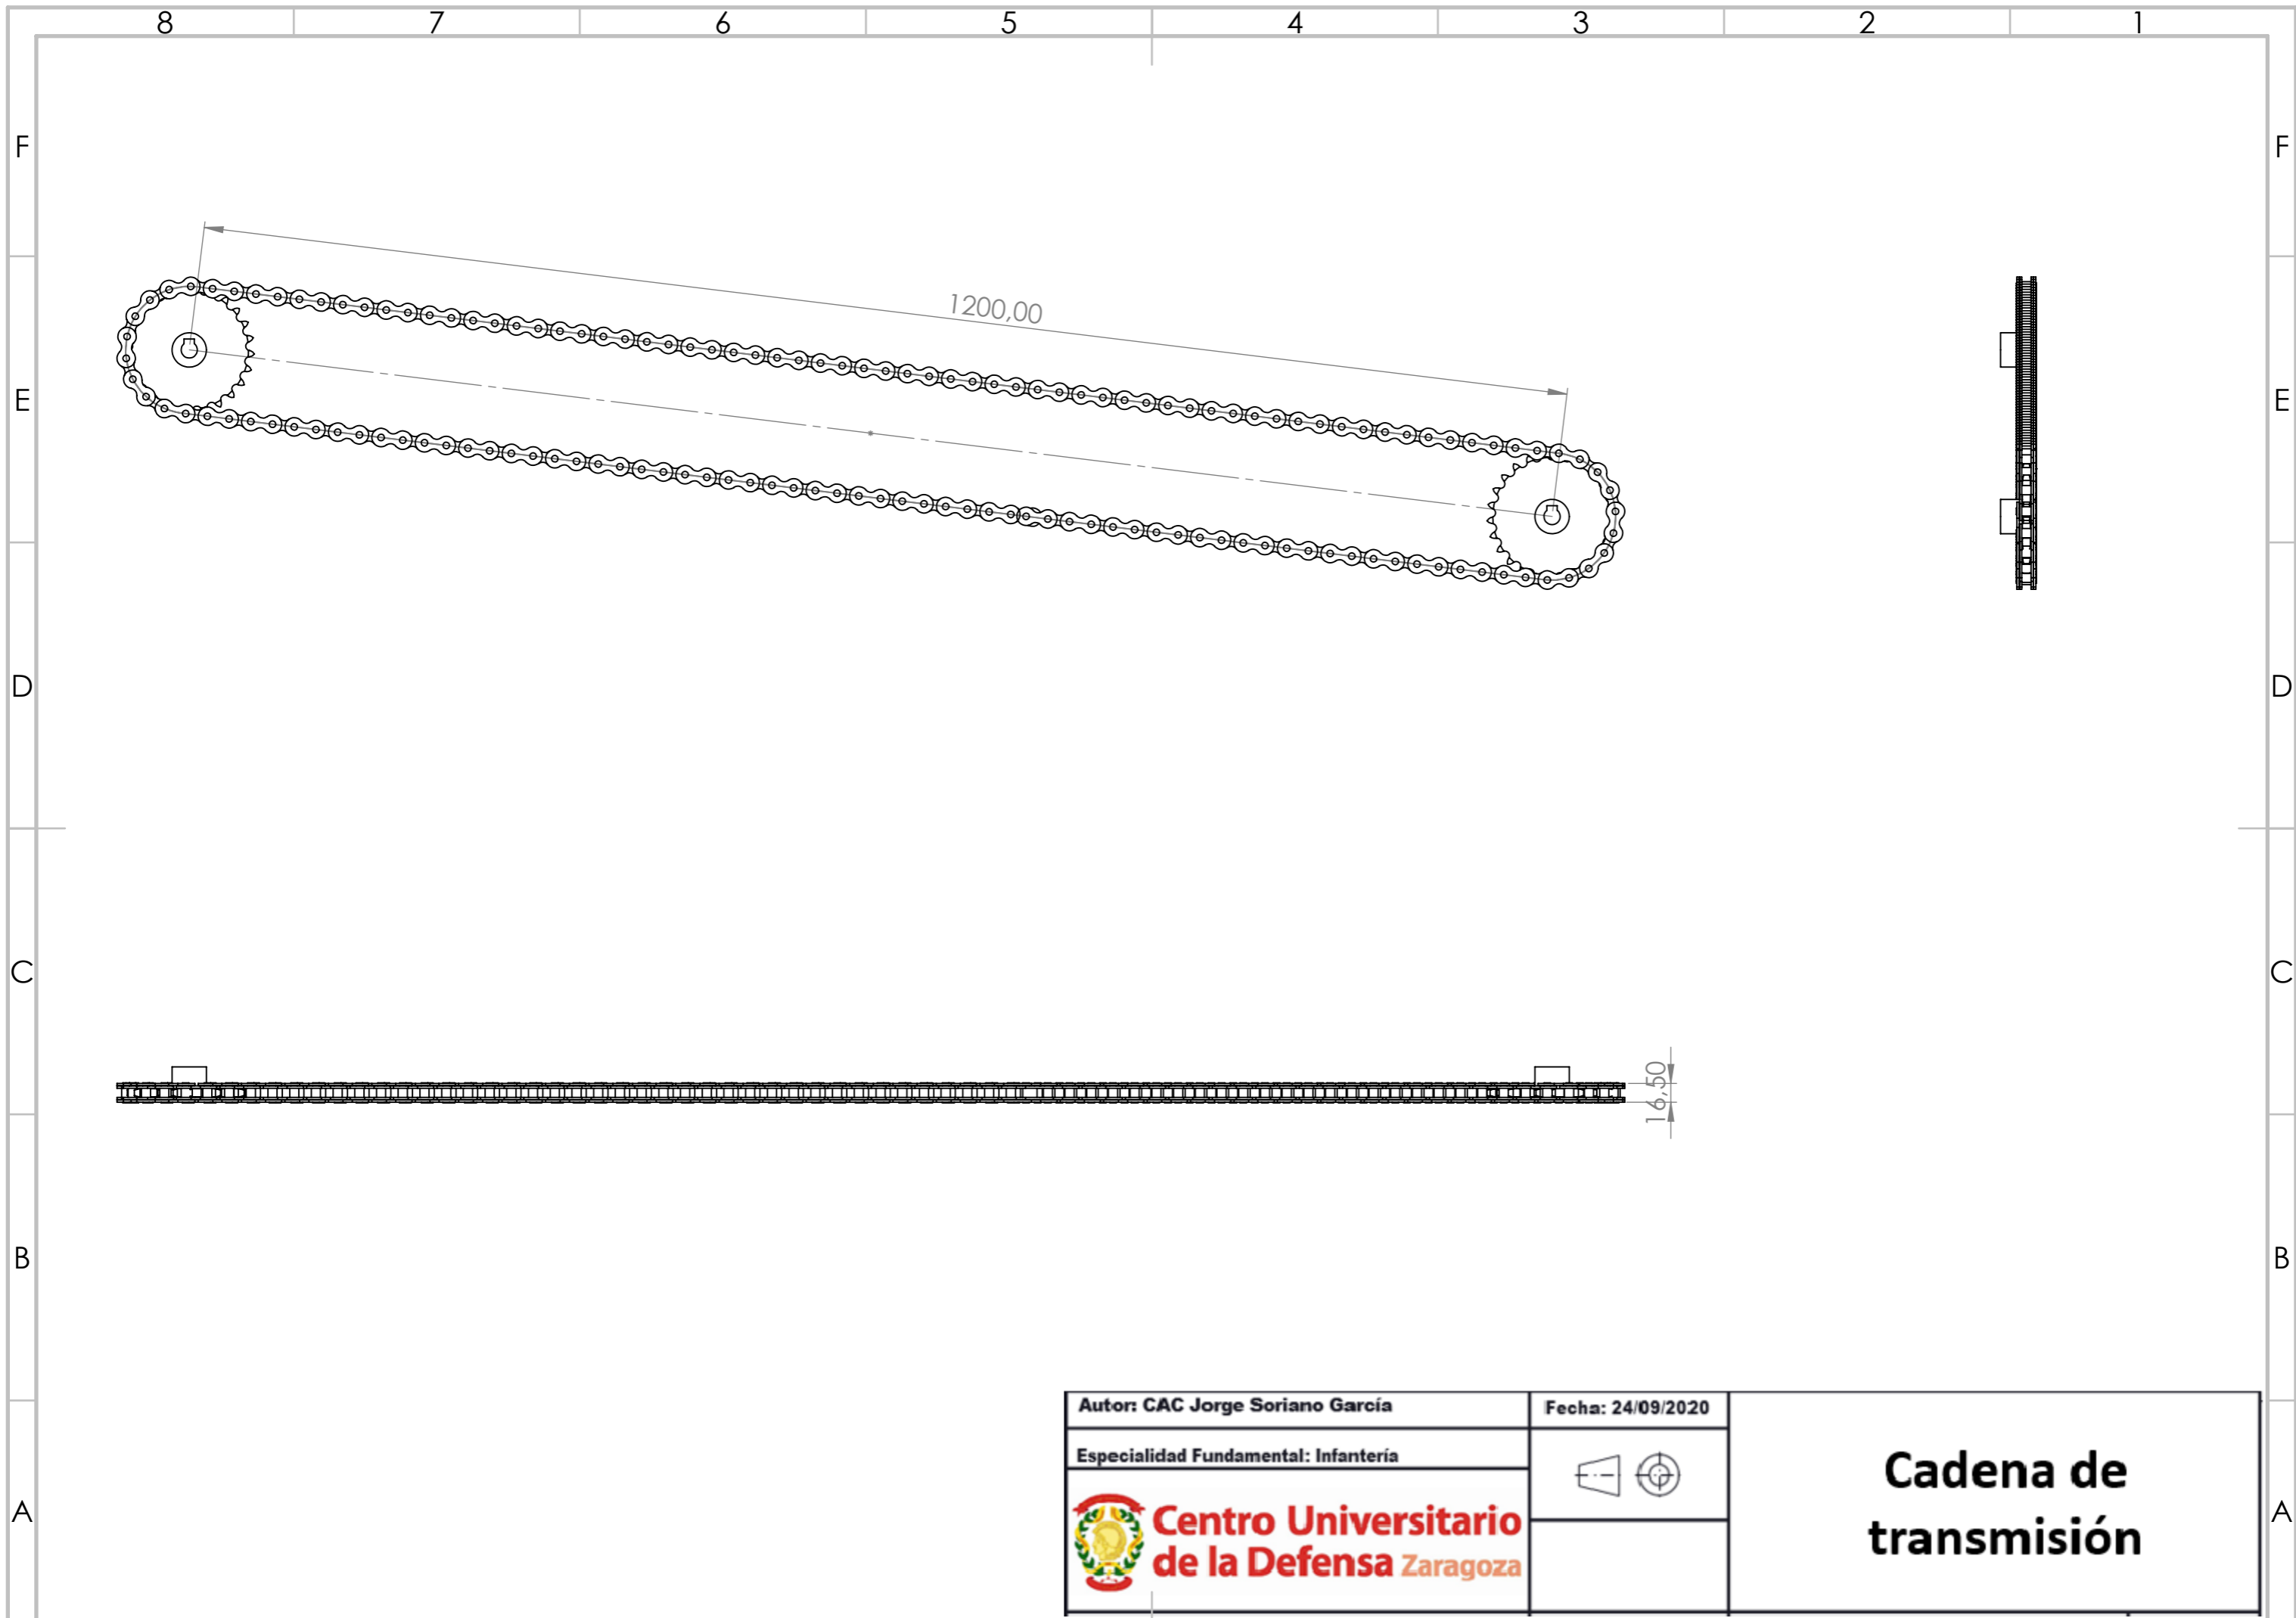 8 7 6 5 4 3 2 1
F F
1200,00
E E
D D
C C
16,50
B B
Autor: CAC Jorge Soriano García
Fecha: 24/09/2020
Especialidad Fundamental: Infantería
Cadena de
transmisión
Centro Universitario
de la Defensa Zaragoza
A A